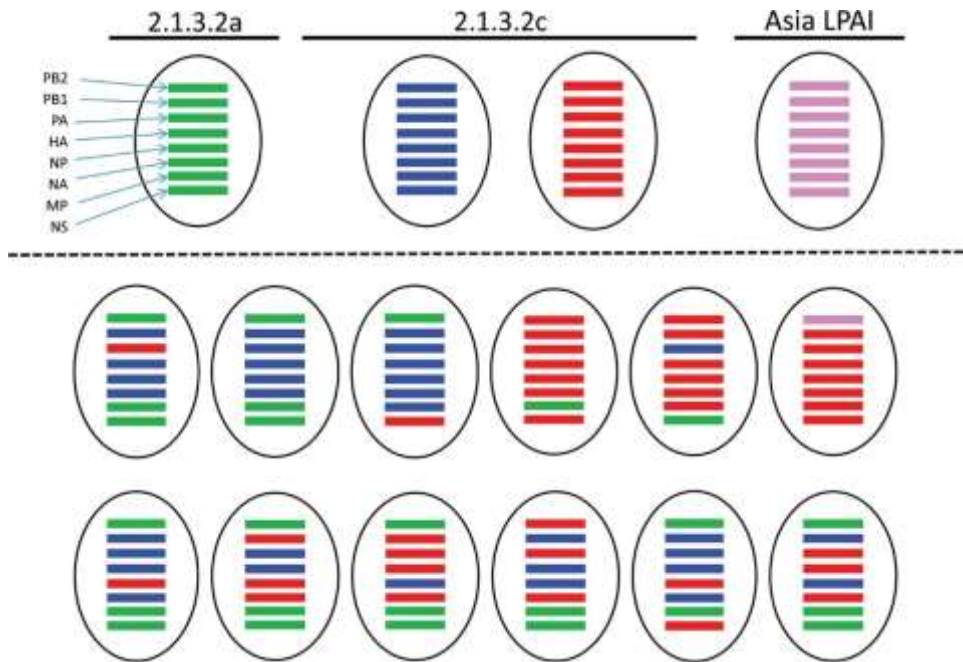 2.1.3.2a 2.1.3.2c Asia LPAI
PB2
PB1
PA
HA
NP
NA
MP
NS